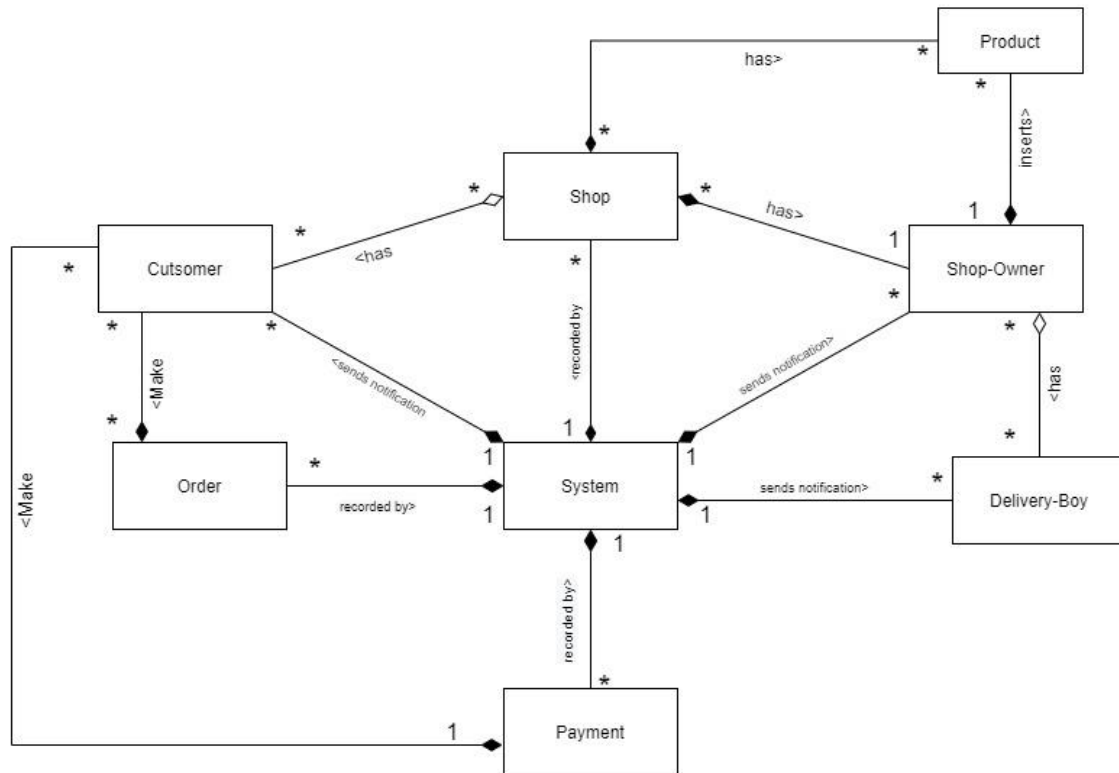 Product
has>
*
*
inserts>
*
Shop
*
*
has>
1
1
*
<has
*
Cutsomer
*
Shop-Owner
*
*
*
*
*
<recorded by
<sends notification
sends notification>
<Make
<has
*
1
*
*
1
1
Order
*
System
sends notification>
*
Delivery-Boy
recorded by>
1
1
1
<Make
recorded by>
*
1
Payment